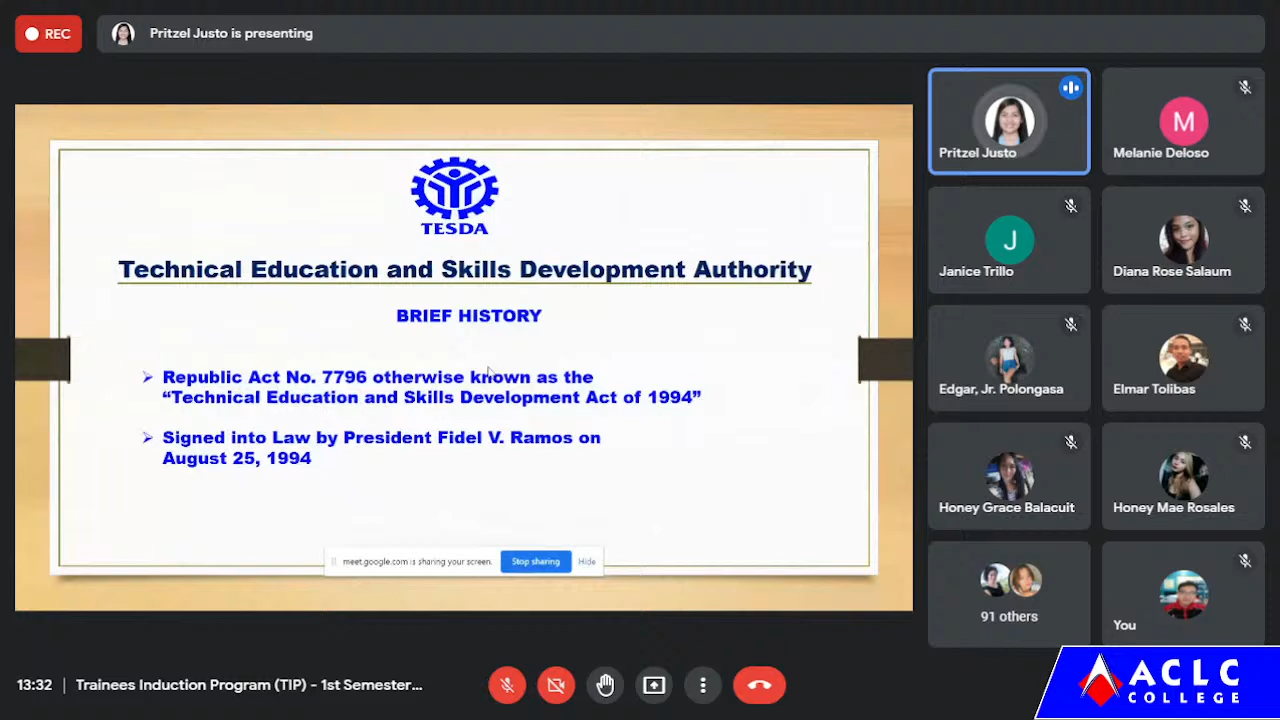 REC
Pritzel Justo is presenting
TESDA
Technical Education and Skills Development Authority
BRIEF HISTORY
Republic Act No. 7796 otherwise known as the
“Technical Education and Skills Development Act of 1994”
Signed into Law by President Fidel V. Ramos on
August 25, 1994
meet.google.com is sharing your screen.
Stop sharing
Hide
Pritzel Justo
M
Melanie Deloso
J
Janice Trillo
Diana Rose Salaum
Edgar, Jr. Polongasa
Elmar Tolibas
Honey Grace Balacuit
Honey Mae Rosales
91 others
You
13:32 | Trainees Induction Program (TIP) - 1st Semester...
ACLC
COLLEGE